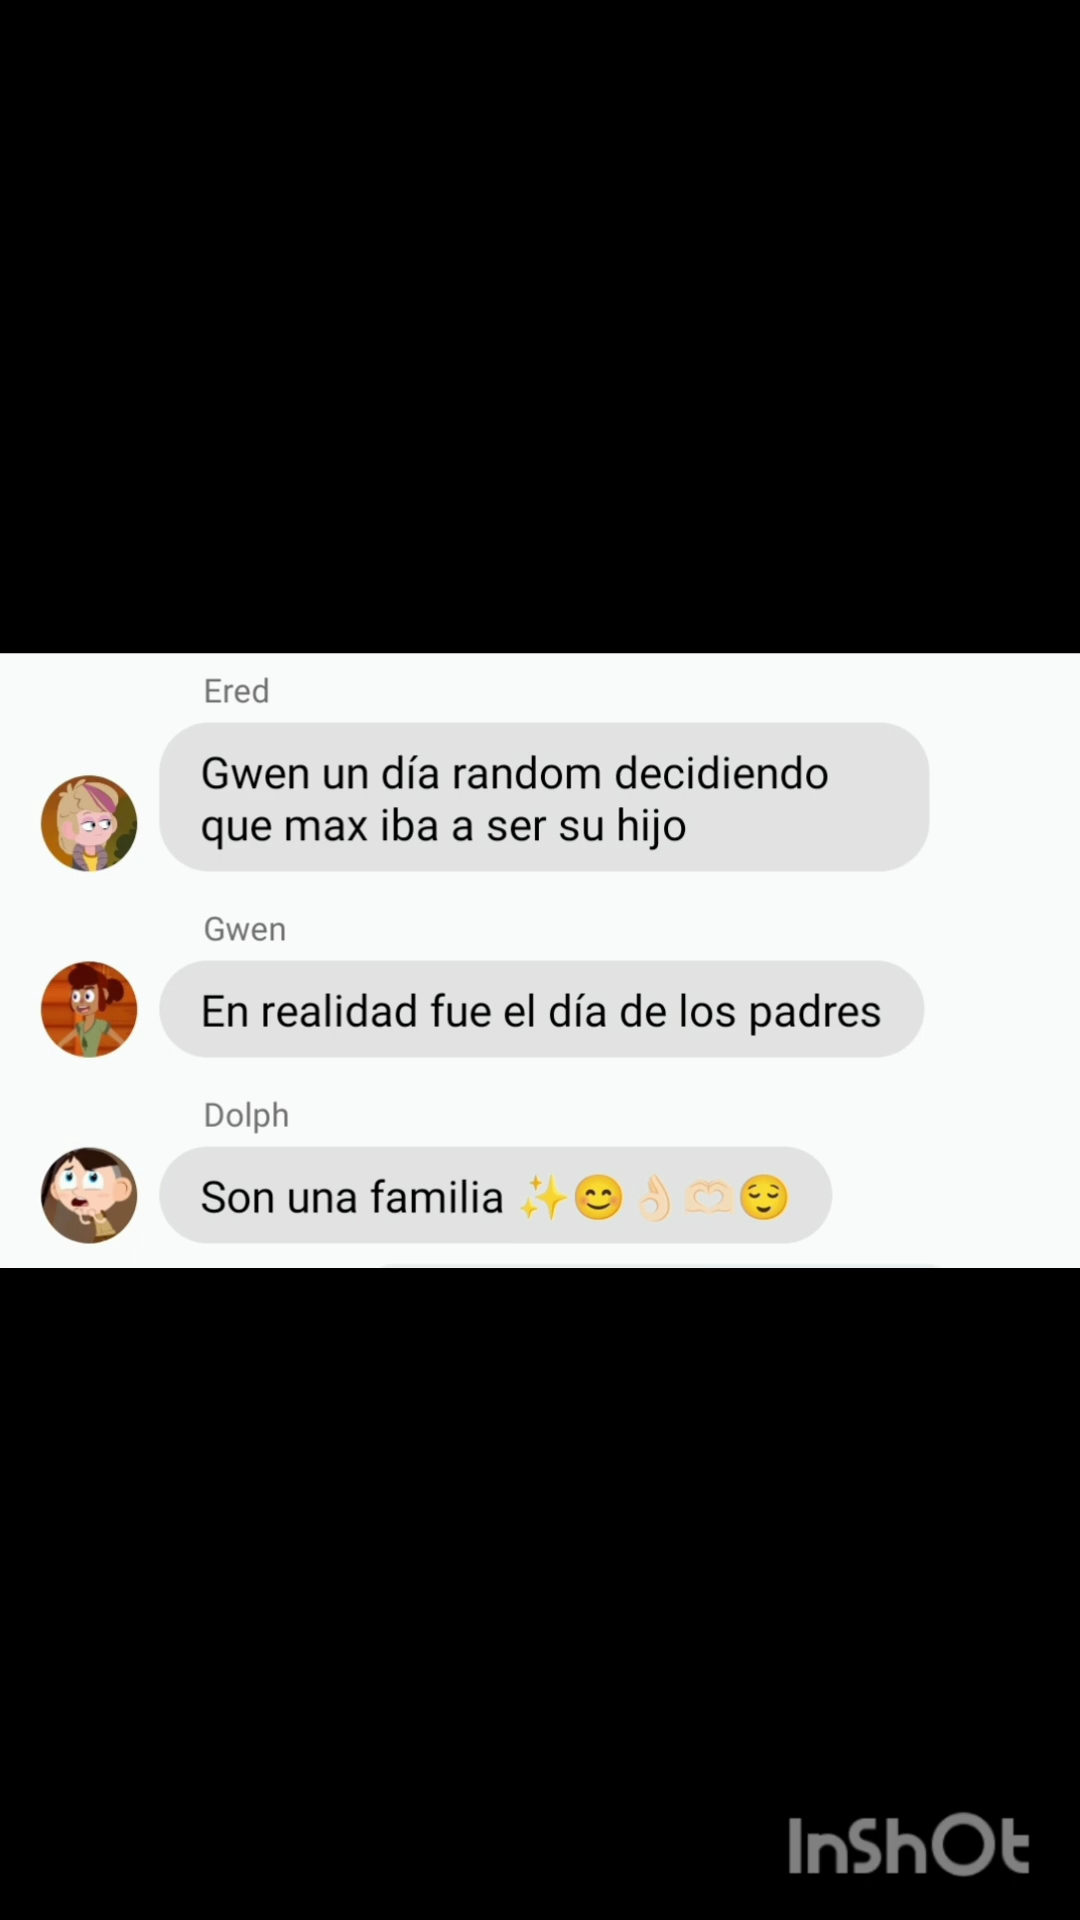 Ered
Gwen un día random decidiendo
que max iba a ser su hijo
Gwen
En realidad fue el día de los padres
Dolph
Son una familia ✨😊👌🏻🫶🏻😌
InShOt